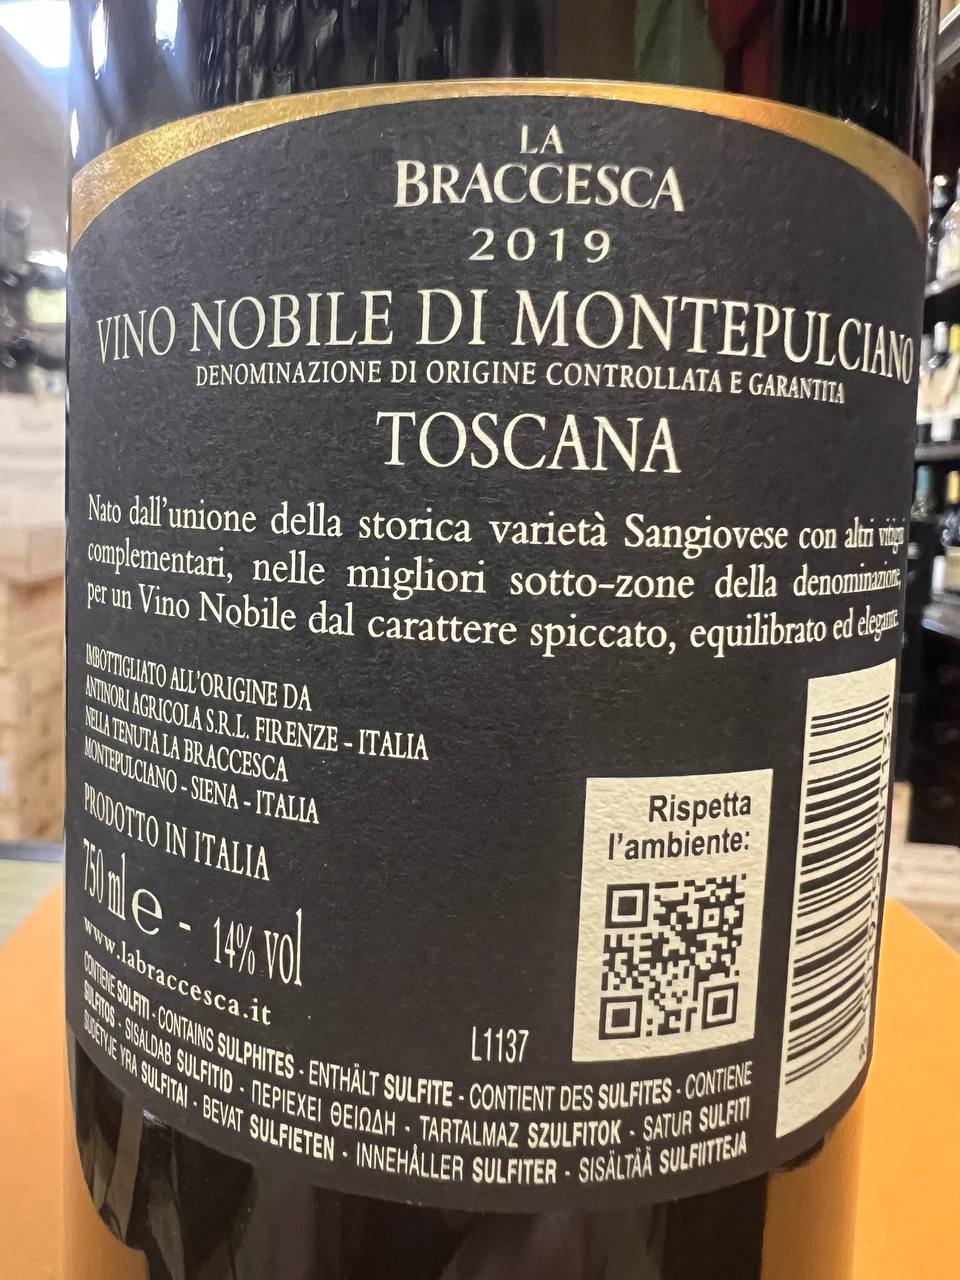 LA
BRACCESCA
2019
VINO NOBILE DI MONTEPULCIANO
DENOMINAZIONE DI ORIGINE CONTROLLATA E GARANTITA
TOSCANA
Nato dall'unione della storica varietà Sangiovese con altri vitigni
complementari, nelle migliori sotto-zone della denominazione,
per un Vino Nobile dal carattere spiccato, equilibrato ed elegante.
IMBOTTIGLIATO ALL'ORIGINE DA
ANTINORI AGRICOLA S.R.L. FIRENZE - ITALIA
NELLA TENUTA LA BRACCESCA
MONTEPULCIANO - SIENA - ITALIA
PRODOTTO IN ITALIA
750 ml e - 14% vol
www.labraccesca.it
Rispetta
l'ambiente:
L1137
CONTIENE SOLFITI - CONTAINS SULPHITES - ENTHÄLT SULFITE - CONTIENT DES SULFITES - CONTIENE
SULFITOS - SISALDAB SULFITID - ΠΕΡΙΕΧΕΙ ΘΕΙΩΔΗ - TARTALMAZ SZULFITOK - SATUR SULFITI
SUDĖTYJE YRA SULFITAI - BEVAT SULFIETEN - INNEHÅLLER SULFITER - SISÄLTÄÄ SULFIITTEJA